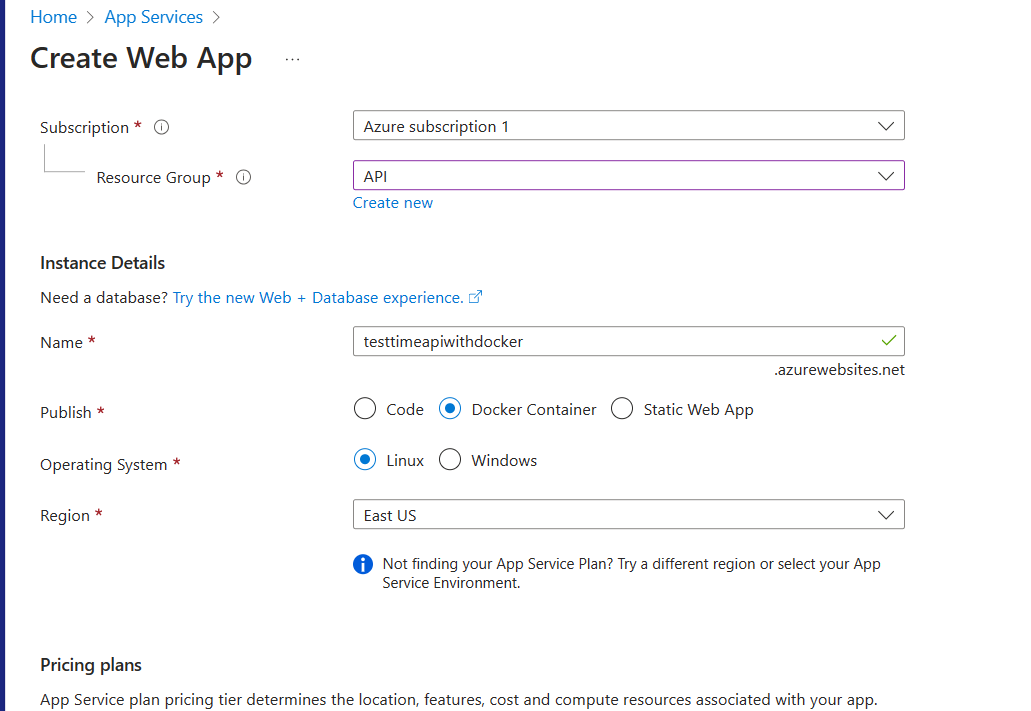 Home > App Services >
Create Web App ...
Subscription *
Azure subscription 1
Resource Group *
API
Create new
Instance Details
Need a database? Try the new Web + Database experience.
Name *
testtimeapiwithdocker
.azurewebsites.net
Publish *
Code Docker Container Static Web App
Operating System *
Linux Windows
Region *
East US
Not finding your App Service Plan? Try a different region or select your App
Service Environment.
Pricing plans
App Service plan pricing tier determines the location, features, cost and compute resources associated with your app.